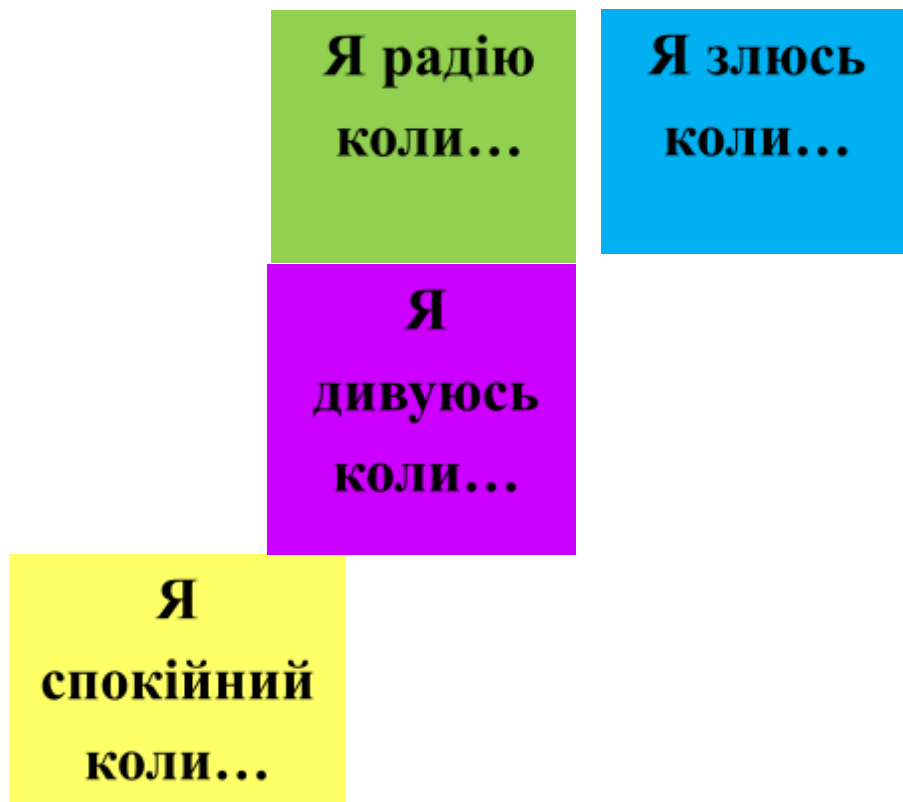 Я радію
коли…
Я злюсь
коли…
Я
дивуюсь
коли…
Я
спокійний
коли…